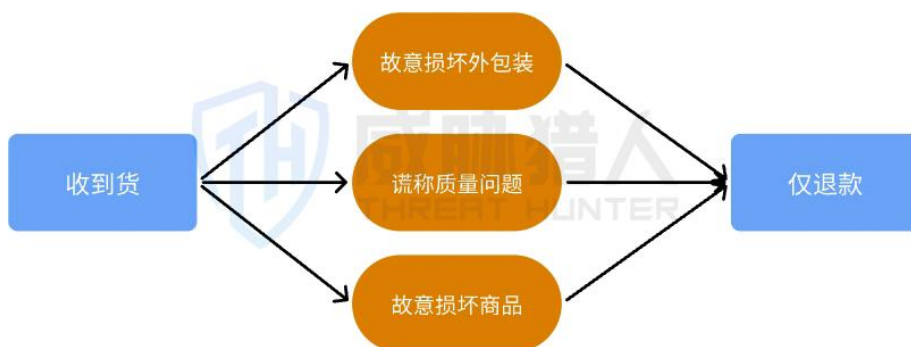 故意损坏外包装
收到货
谎称质量问题
仅退款
故意损坏商品
威胁猎人
THREAT HUNTER